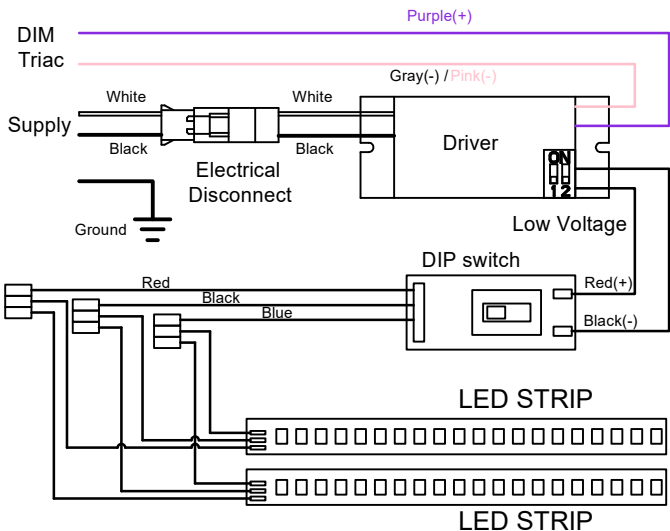 Purple(+)
DIM
Triac
Gray(-) / Pink(-)
White
White
Supply
Black
Black
Driver
ON
1 2
Electrical
Disconnect
Ground
Low Voltage
DIP switch
Red
Red(+)
Black
Blue
Black(-)
LED STRIP
LED STRIP